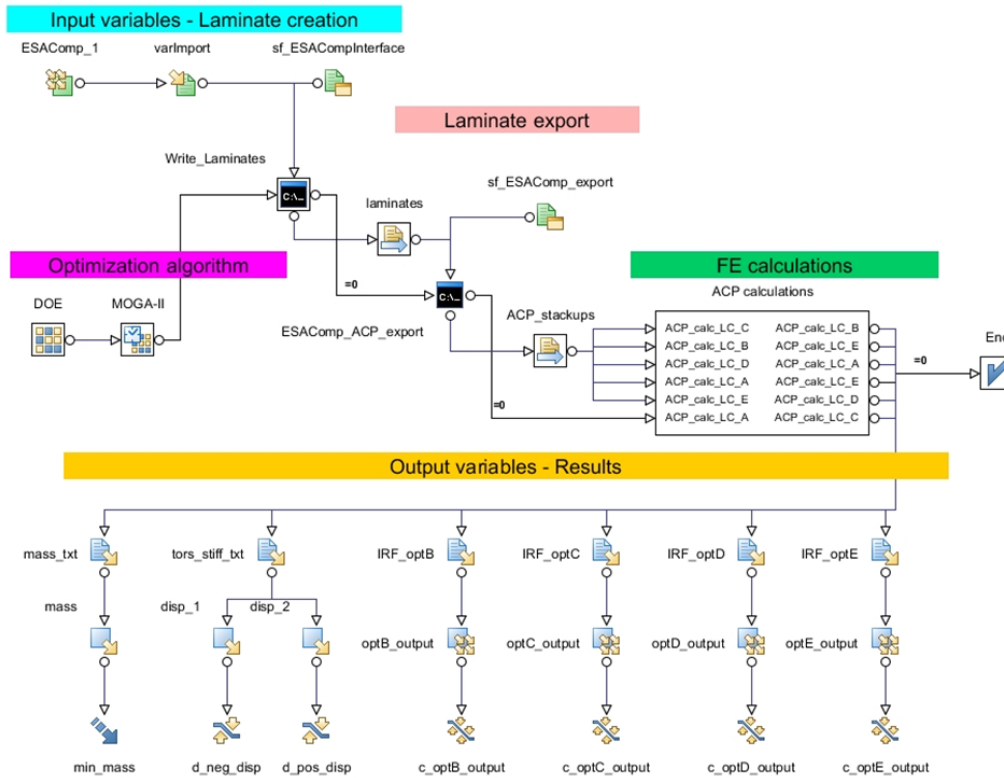 Input variables - Laminate creation
ESAComp_1
varImport
sf_ESACompInterface
Laminate export
Write_Laminates
C:\...
laminates
sf_ESAComp_export
Optimization algorithm
DOE
MOGA-II
=0
C:\...
ESAComp_ACP_export
ACP_stackups
=0
FE calculations
ACP calculations
ACP_calc_LC_C ACP_calc_LC_B
ACP_calc_LC_B ACP_calc_LC_E
ACP_calc_LC_D ACP_calc_LC_A
ACP_calc_LC_A ACP_calc_LC_E
ACP_calc_LC_E ACP_calc_LC_D
ACP_calc_LC_A ACP_calc_LC_C
=0
End
Output variables - Results
mass_txt tors_stiff_txt IRF_optB IRF_optC IRF_optD IRF_optE
mass disp_1 disp_2
optB_output optC_output optD_output optE_output
min_mass d_neg_disp d_pos_disp c_optB_output c_optC_output c_optD_output c_optE_output